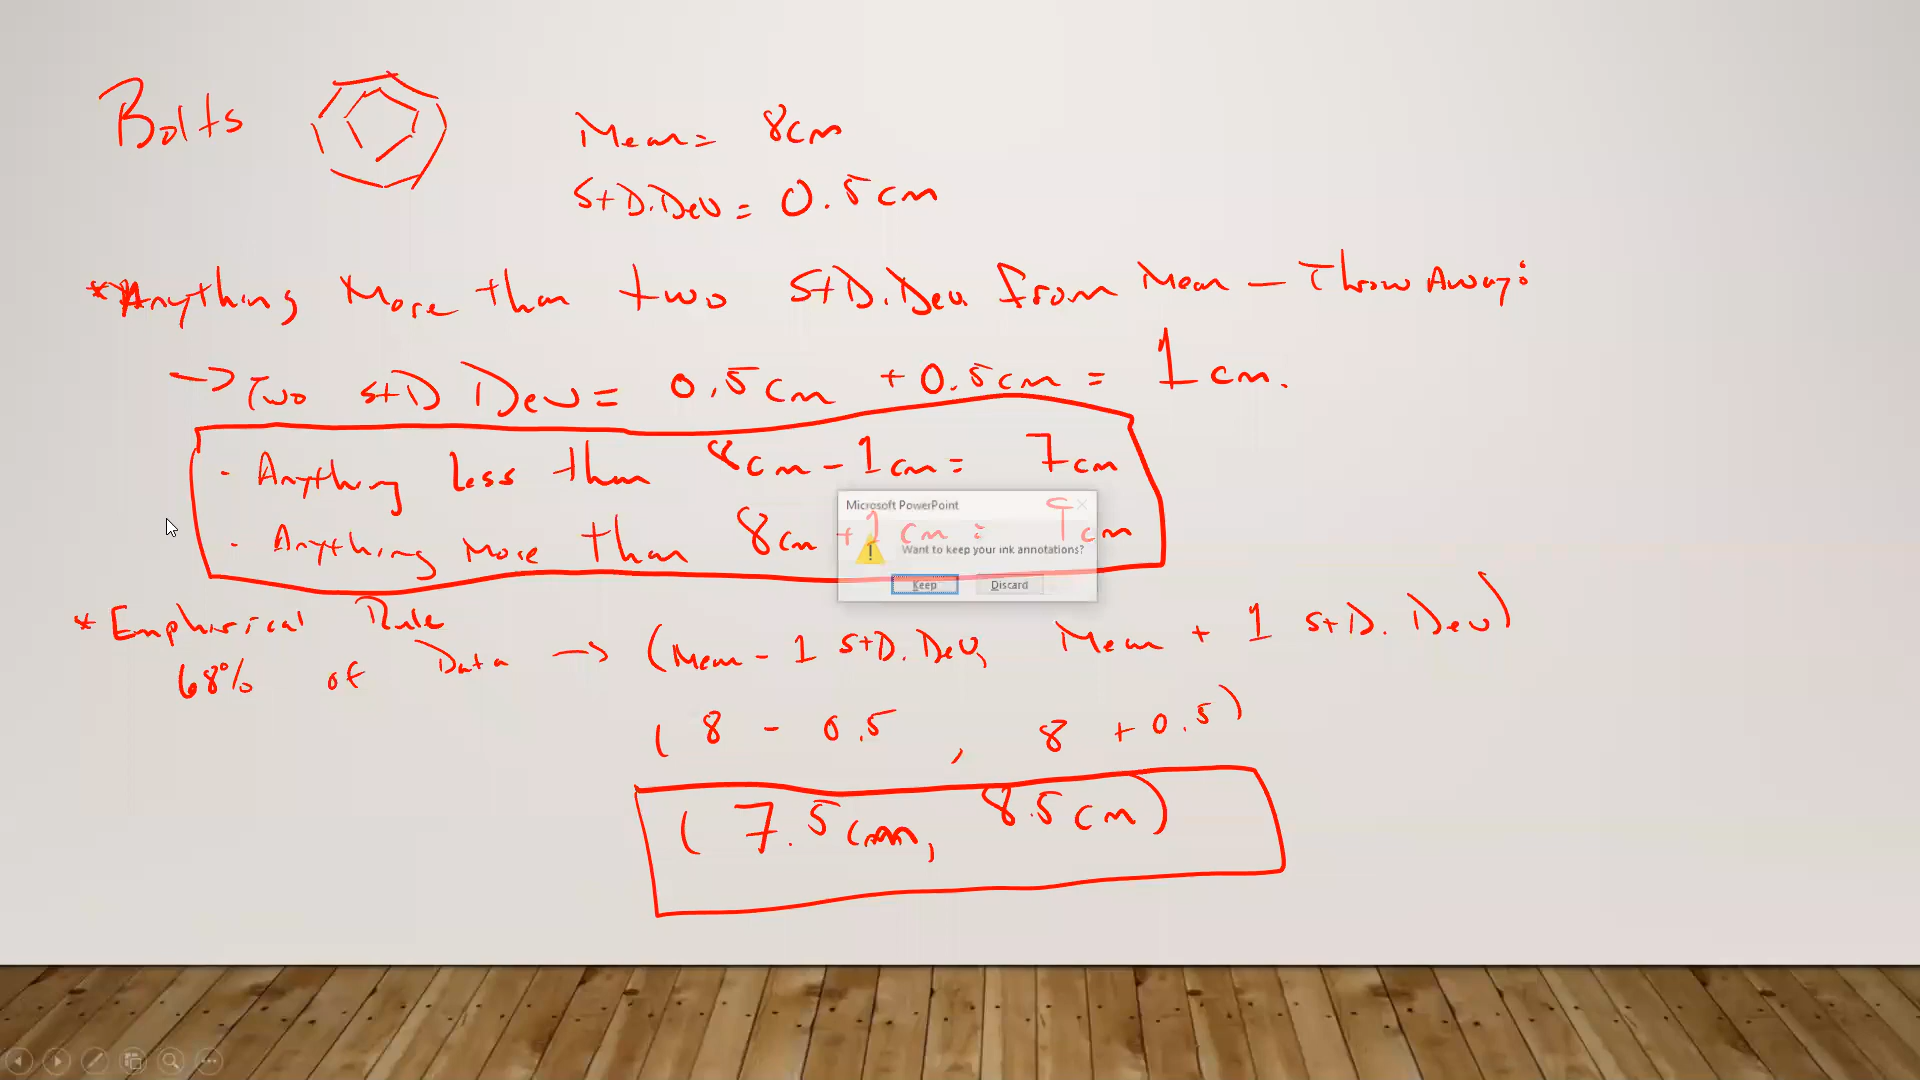 Bolts
Mean = 8cm
StD.Dev = 0.5cm
*Anything More than two StD.Dev. from Mean - Throw Away:
→ Two StD Dev = 0.5cm + 0.5cm = 1cm.
· Anything Less than 8cm - 1cm = 7cm
Microsoft PowerPoint
· Anything More than 8cm + 1cm = 9cm
Want to keep your ink annotations?
Keep Discard
* Emphirical Rule
68% of Data → (Mean - 1 StD.Dev, Mean + 1 StD.Dev)
(8 - 0.5, 8 + 0.5)
(7.5cm, 8.5cm)